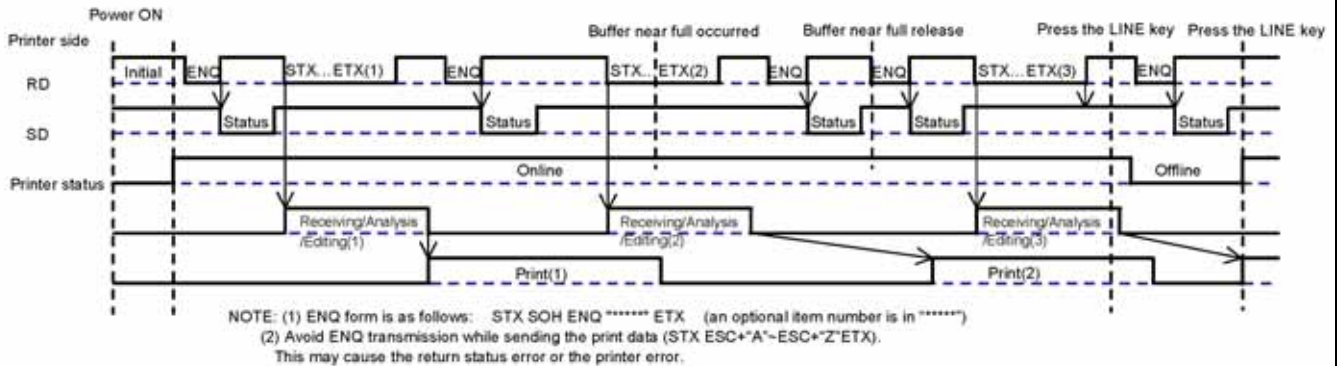 Power ON
Buffer near full occurred Buffer near full release Press the LINE key Press the LINE key
Printer side
Initial ENQ STX... ETX(1) ENQ STX... ETX(2) ENQ ENQ STX... ETX(3) ENQ
RD
Status Status Status Status Status
SD
Online Offline
Printer status
Receiving/Analysis /Editing(1) Receiving/Analysis /Editing(2) Receiving/Analysis /Editing(3)
Print(1) Print(2)
NOTE: (1) ENQ form is as follows: STX SOH ENQ "******" ETX (an optional item number is in "******")
(2) Avoid ENQ transmission while sending the print data (STX ESC+"A"~ESC+"Z"ETX).
This may cause the return status error or the printer error.